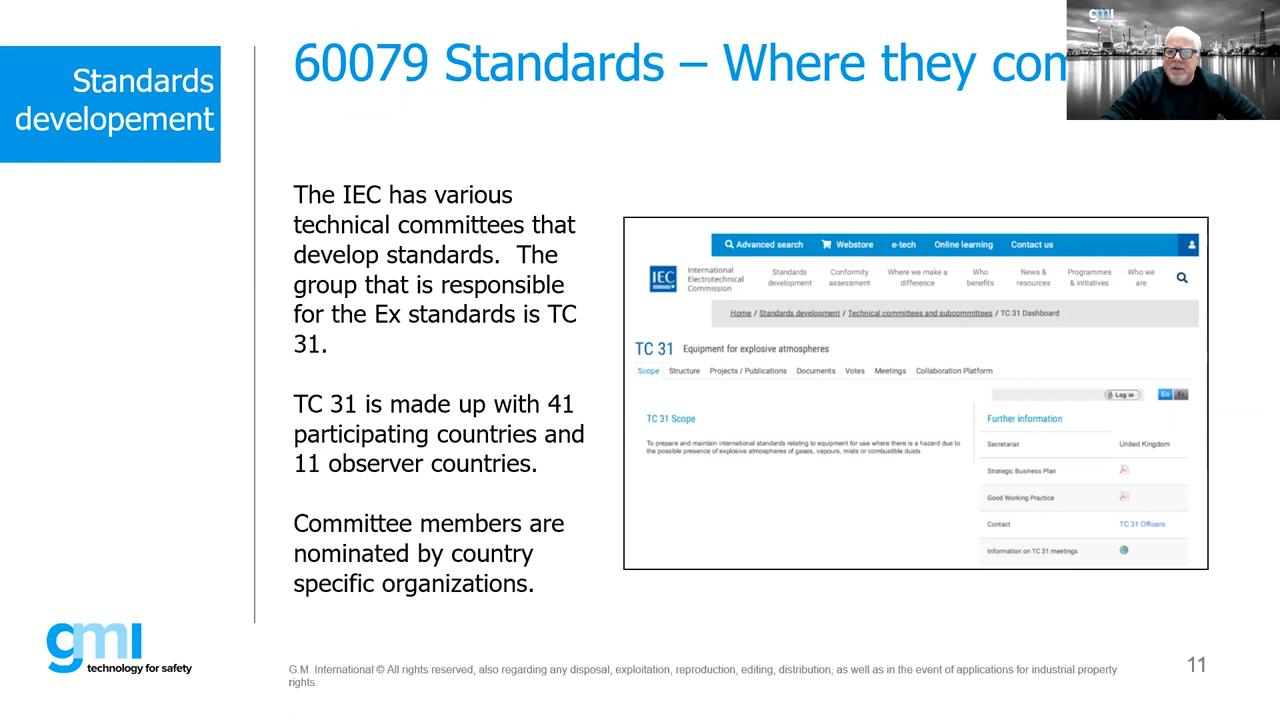 Standards
developement
60079 Standards – Where they com
gmi
The IEC has various
technical committees that
develop standards.  The
group that is responsible
for the Ex standards is TC
31.
TC 31 is made up with 41
participating countries and
11 observer countries.
Committee members are
nominated by country
specific organizations.
Advanced search
Webstore
e-tech
Online learning
Contact us
IEC
International
Electrotechnical
Commission
Standards
development
Conformity
assessment
Where we make a
difference
Who
benefits
News &
resources
Programmes
& initiatives
Who we
are
Home / Standards development / Technical committees and subcommittees / TC 31 Dashboard
TC 31 Equipment for explosive atmospheres
Scope Structure Projects / Publications Documents Votes Meetings Collaboration Platform
Log in
En Fr
TC 31 Scope
To prepare and maintain international standards relating to equipment for use where there is a hazard due to
the possible presence of explosive atmospheres of gases, vapours, mists or combustible dusts
Further information
Secretariat United Kingdom
Strategic Business Plan
Good Working Practice
Contact TC 31 Officers
Information on TC 31 meetings
gmi
technology for safety
G.M. International © All rights reserved, also regarding any disposal, exploitation, reproduction, editing, distribution, as well as in the event of applications for industrial property
rights.
11